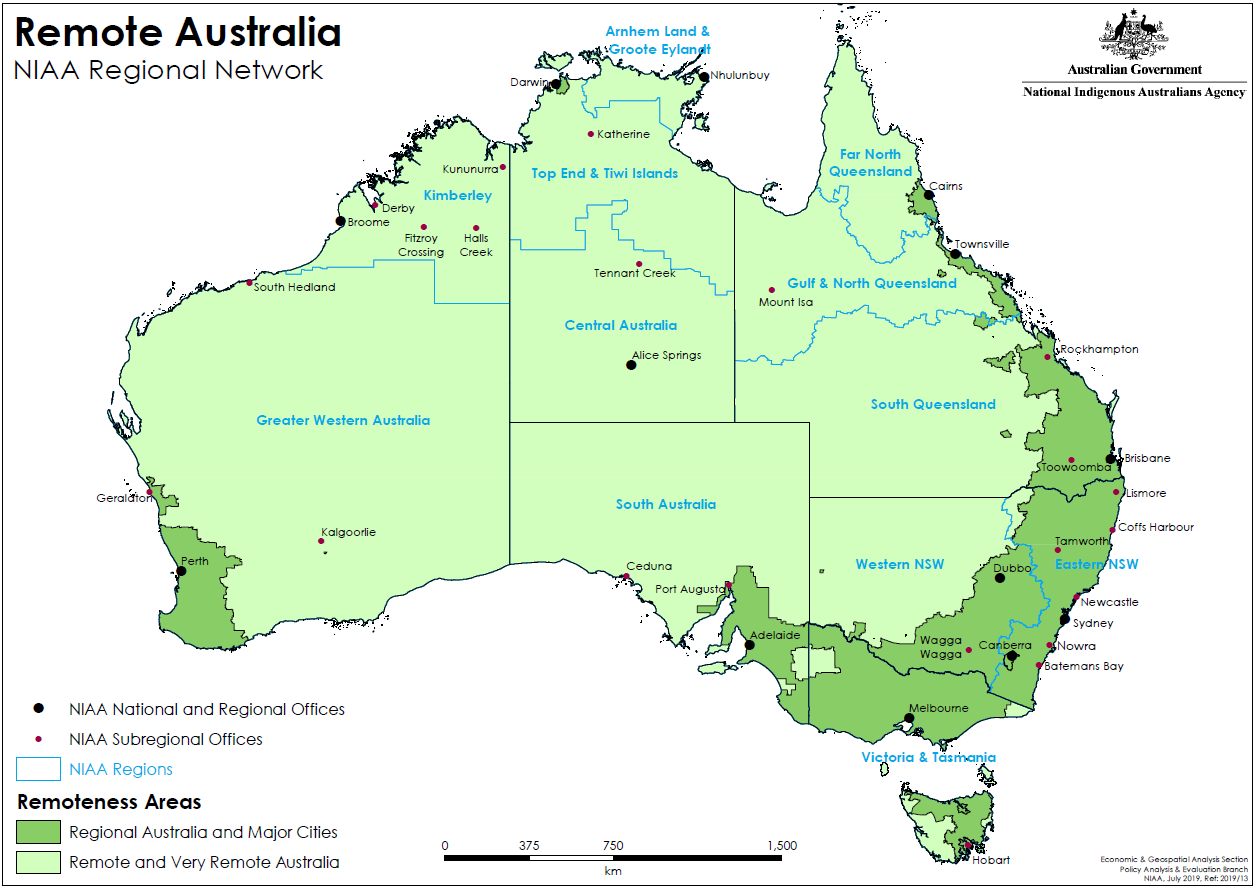 Remote Australia
NIAA Regional Network
Australian Government
National Indigenous Australians Agency
Arnhem Land &
Groote Eylandt
Darwin
Nhulunbuy
Katherine
Kununurra
Top End & Tiwi Islands
Far North
Queensland
Cairns
Kimberley
Derby
Broome
Fitzroy
Crossing
Halls
Creek
Townsville
Tennant Creek
South Hedland
Gulf & North Queensland
Mount Isa
Central Australia
Alice Springs
Rockhampton
South Queensland
Greater Western Australia
Brisbane
Toowoomba
Geraldton
Lismore
South Australia
Coffs Harbour
Kalgoorlie
Tamworth
Perth
Ceduna
Port Augusta
Western NSW
Dubbo
Eastern NSW
Newcastle
Sydney
Adelaide
Wagga
Wagga
Canberra
Nowra
Batemans Bay
Melbourne
Victoria & Tasmania
Hobart
NIAA National and Regional Offices
NIAA Subregional Offices
NIAA Regions
Remoteness Areas
Regional Australia and Major Cities
Remote and Very Remote Australia
0 375 750 1,500
km
Economic & Geospatial Analysis Section
Policy Analysis & Evaluation Branch
NIAA, July 2019, Ref: 2019/13